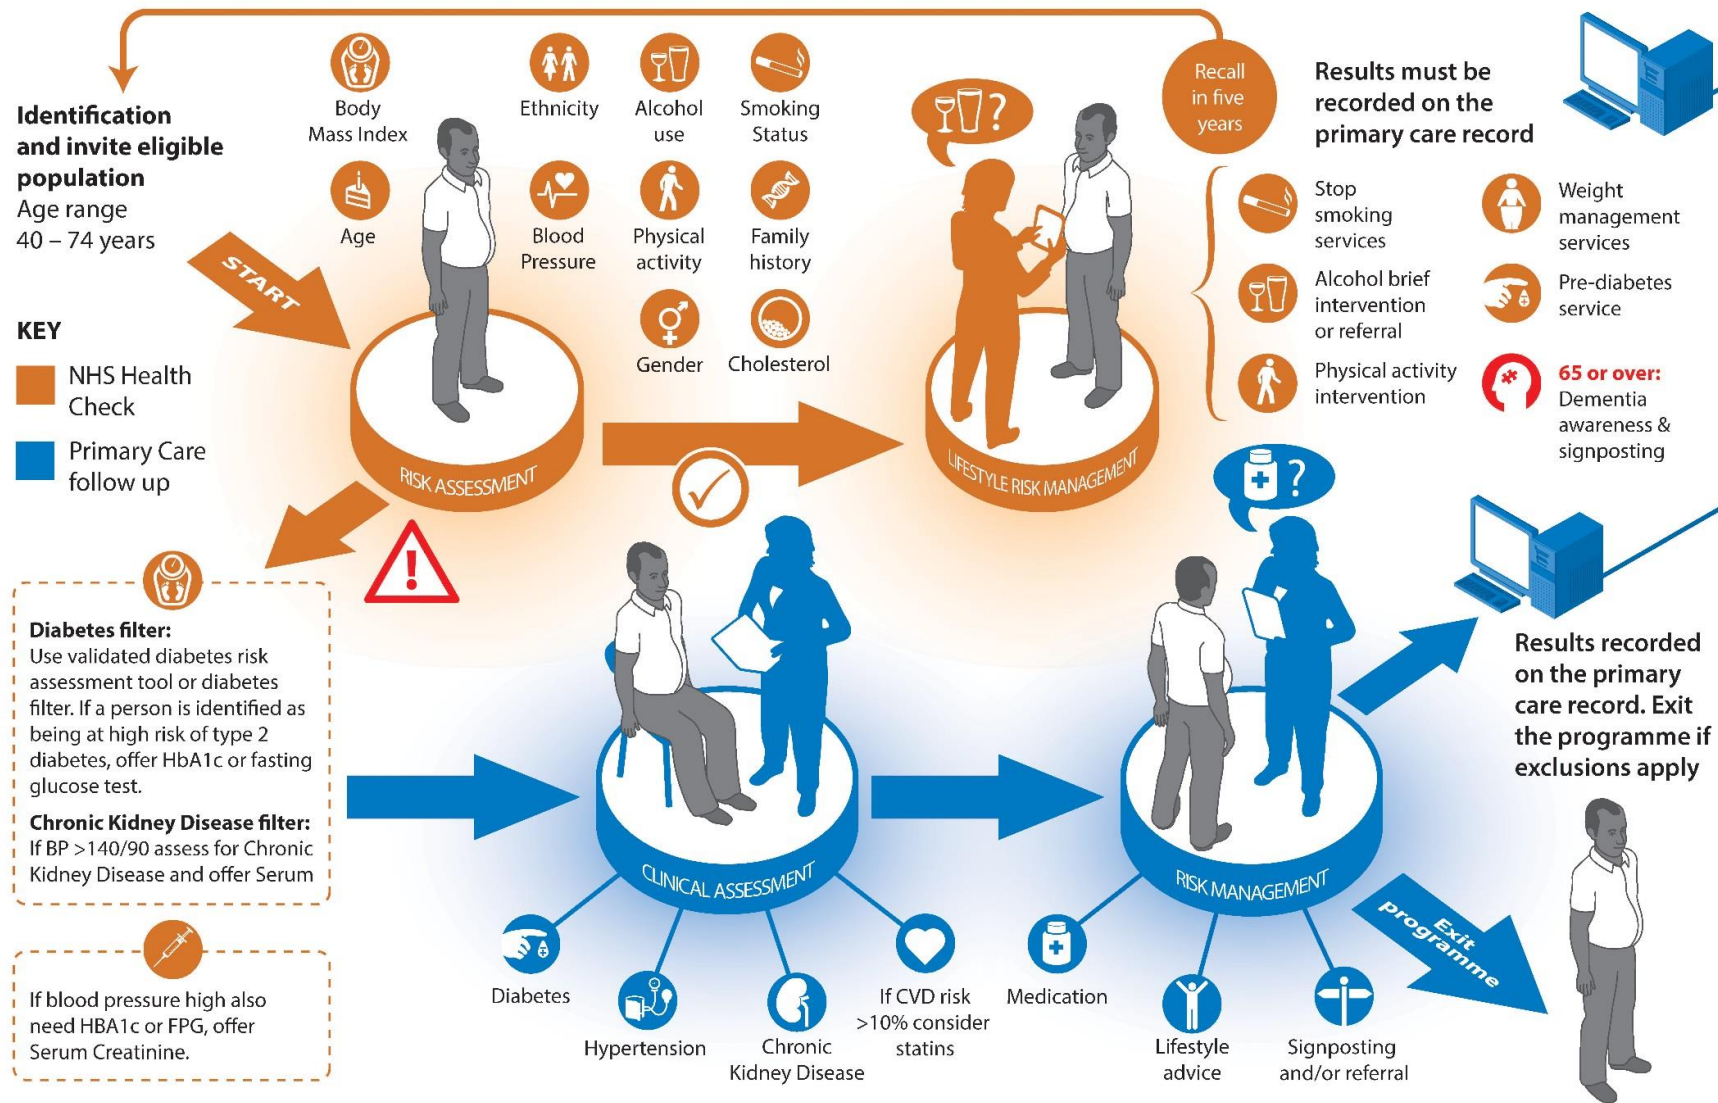 Identification
and invite eligible
population
Age range
40 – 74 years
START
KEY
NHS Health
Check
Primary Care
follow up
Body
Mass Index
Ethnicity
Alcohol
use
Smoking
Status
Age
Blood
Pressure
Physical
activity
Family
history
Gender
Cholesterol
RISK ASSESSMENT
?
LIFESTYLE RISK MANAGEMENT
Recall
in five
years
Results must be
recorded on the
primary care record
Stop
smoking
services
Weight
management
services
Alcohol brief
intervention
or referral
Pre-diabetes
service
Physical activity
intervention
65 or over:
Dementia
awareness &
signposting
!
Diabetes filter:
Use validated diabetes risk
assessment tool or diabetes
filter. If a person is identified as
being at high risk of type 2
diabetes, offer HbA1c or fasting
glucose test.
Chronic Kidney Disease filter:
If BP >140/90 assess for Chronic
Kidney Disease and offer Serum
If blood pressure high also
need HBA1c or FPG, offer
Serum Creatinine.
CLINICAL ASSESSMENT
Diabetes
Hypertension
Chronic
Kidney Disease
If CVD risk
>10% consider
statins
?
RISK MANAGEMENT
Medication
Lifestyle
advice
Signposting
and/or referral
Results recorded
on the primary
care record. Exit
the programme if
exclusions apply
Exit
programme